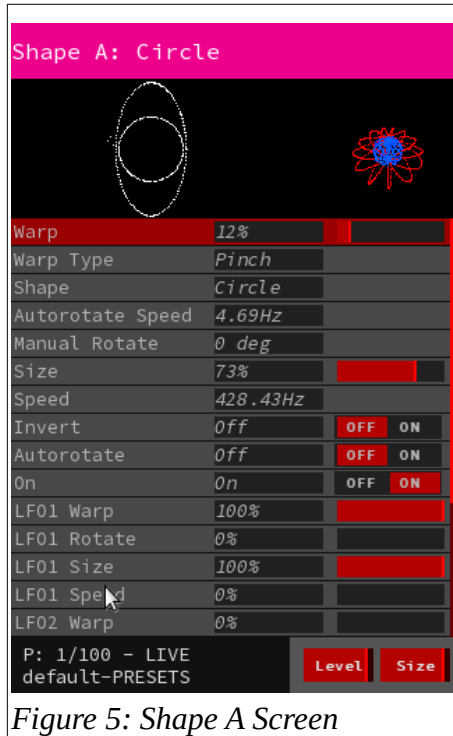 Shape A: Circle
Warp 12%
Warp Type Pinch
Shape Circle
Autorotate Speed 4.69Hz
Manual Rotate 0 deg
Size 73%
Speed 428.43Hz
Invert Off OFF ON
Autorotate Off OFF ON
On On OFF ON
LFO1 Warp 100%
LFO1 Rotate 0%
LFO1 Size 100%
LFO1 Speed 0%
LFO2 Warp 0%
P: 1/100 - LIVE
default-PRESETS
Level Size
Figure 5: Shape A Screen